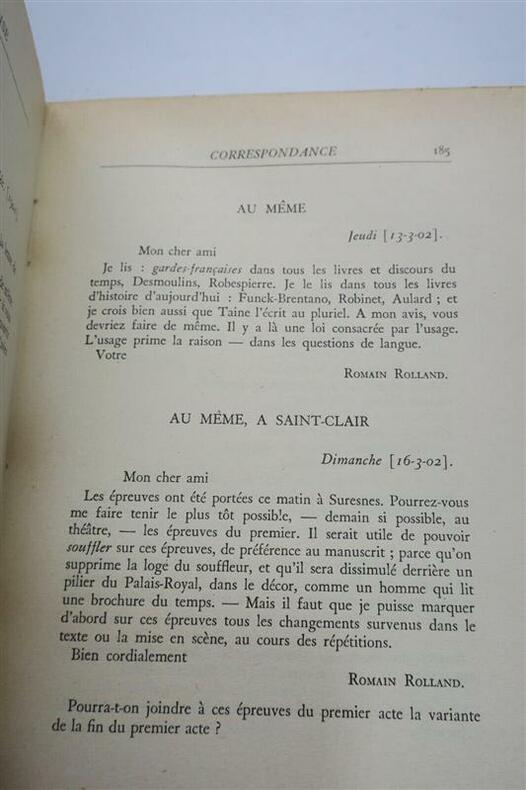 CORRESPONDANCE 185
AU MÊME
Jeudi [13-3-02].
Mon cher ami
Je lis : gardes-françaises dans tous les livres et discours du
temps, Desmoulins, Robespierre. Je le lis dans tous les livres
d'histoire d'aujourd'hui : Funck-Brentano, Robinet, Aulard ; et
je crois bien aussi que Taine l'écrit au pluriel. A mon avis, vous
devriez faire de même. Il y a là une loi consacrée par l'usage.
L'usage prime la raison — dans les questions de langue.
Votre
ROMAIN ROLLAND.
AU MÊME, A SAINT-CLAIR
Dimanche [16-3-02].
Mon cher ami
Les épreuves ont été portées ce matin à Suresnes. Pourrez-vous
me faire tenir le plus tôt possible, — demain si possible, au
théâtre, — les épreuves du premier. Il serait utile de pouvoir
souffler sur ces épreuves, de préférence au manuscrit ; parce qu'on
supprime la loge du souffleur, et qu'il sera dissimulé derrière un
pilier du Palais-Royal, dans le décor, comme un homme qui lit
une brochure du temps. — Mais il faut que je puisse marquer
d'abord sur ces épreuves tous les changements survenus dans le
texte ou la mise en scène, au cours des répétitions.
Bien cordialement
ROMAIN ROLLAND.
Pourra-t-on joindre à ces épreuves du premier acte la variante
de la fin du premier acte ?